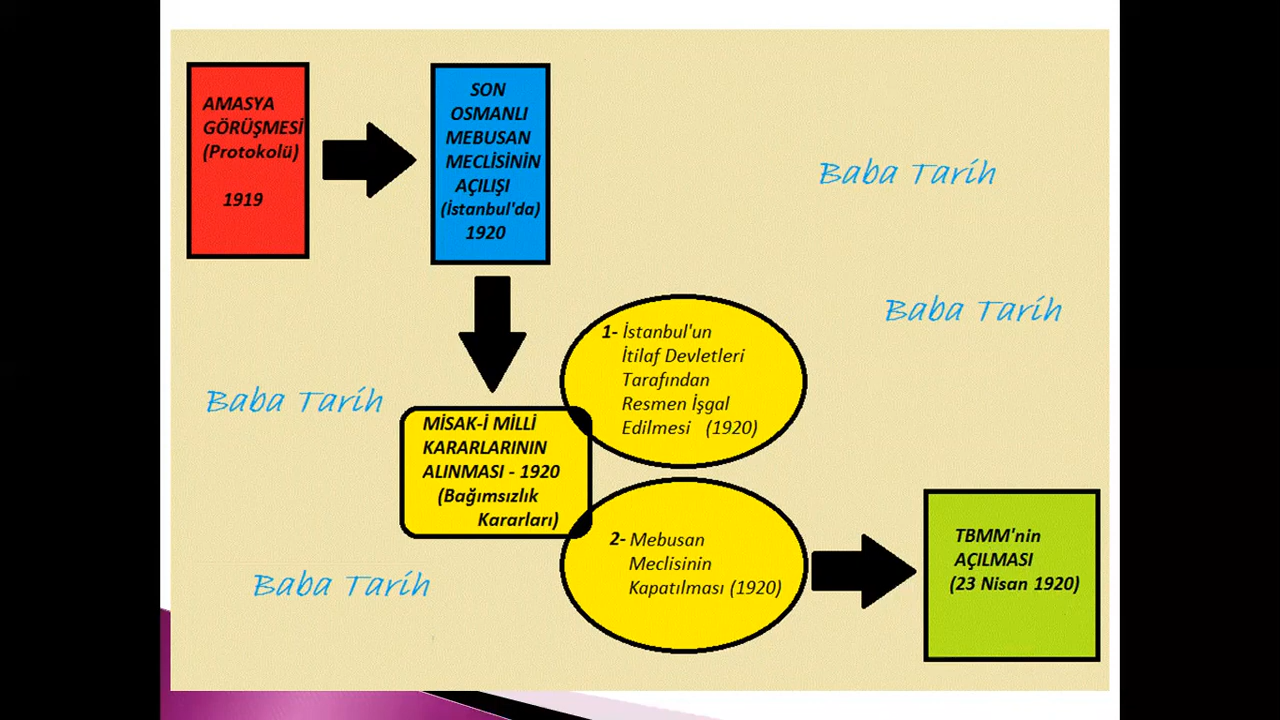 AMASYA
GÖRÜŞMESİ
(Protokolü)
1919
SON
OSMANLI
MEBUSAN
MECLİSİNİN
AÇILIŞI
(İstanbul'da)
1920
Baba Tarih
Baba Tarih
1- İstanbul'un
İtilaf Devletleri
Tarafından
Resmen İşgal
Edilmesi (1920)
Baba Tarih
MİSAK-İ MİLLİ
KARARLARININ
ALINMASI - 1920
(Bağımsızlık
Kararları)
2- Mebusan
Meclisinin
Kapatılması (1920)
TBMM'nin
AÇILMASI
(23 Nisan 1920)
Baba Tarih